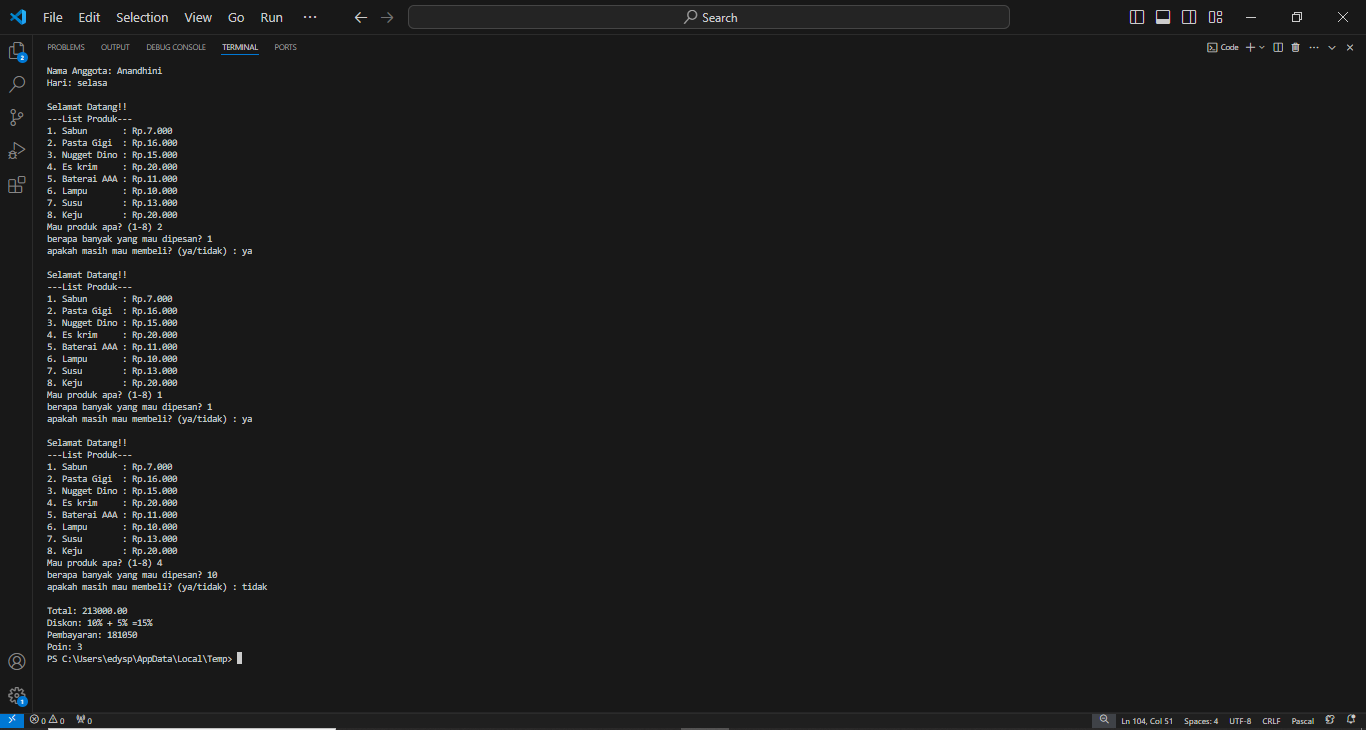 File Edit Selection View Go Run ··· Search
PROBLEMS OUTPUT DEBUG CONSOLE TERMINAL PORTS Code
2
Nama Anggota: Anandhini
Hari: selasa
Selamat Datang!!
---List Produk---
1. Sabun : Rp.7.000
2. Pasta Gigi : Rp.16.000
3. Nugget Dino : Rp.15.000
4. Es krim : Rp.20.000
5. Baterai AAA : Rp.11.000
6. Lampu : Rp.10.000
7. Susu : Rp.13.000
8. Keju : Rp.20.000
Mau produk apa? (1-8) 2
berapa banyak yang mau dipesan? 1
apakah masih mau membeli? (ya/tidak) : ya
Selamat Datang!!
---List Produk---
1. Sabun : Rp.7.000
2. Pasta Gigi : Rp.16.000
3. Nugget Dino : Rp.15.000
4. Es krim : Rp.20.000
5. Baterai AAA : Rp.11.000
6. Lampu : Rp.10.000
7. Susu : Rp.13.000
8. Keju : Rp.20.000
Mau produk apa? (1-8) 1
berapa banyak yang mau dipesan? 1
apakah masih mau membeli? (ya/tidak) : ya
Selamat Datang!!
---List Produk---
1. Sabun : Rp.7.000
2. Pasta Gigi : Rp.16.000
3. Nugget Dino : Rp.15.000
4. Es krim : Rp.20.000
5. Baterai AAA : Rp.11.000
6. Lampu : Rp.10.000
7. Susu : Rp.13.000
8. Keju : Rp.20.000
Mau produk apa? (1-8) 4
berapa banyak yang mau dipesan? 10
apakah masih mau membeli? (ya/tidak) : tidak
Total: 213000.00
Diskon: 10% + 5% =15%
Pembayaran: 181050
Poin: 3
PS C:\Users\edysp\AppData\Local\Temp>
1
0 0 0 Ln 104, Col 51 Spaces: 4 UTF-8 CRLF Pascal